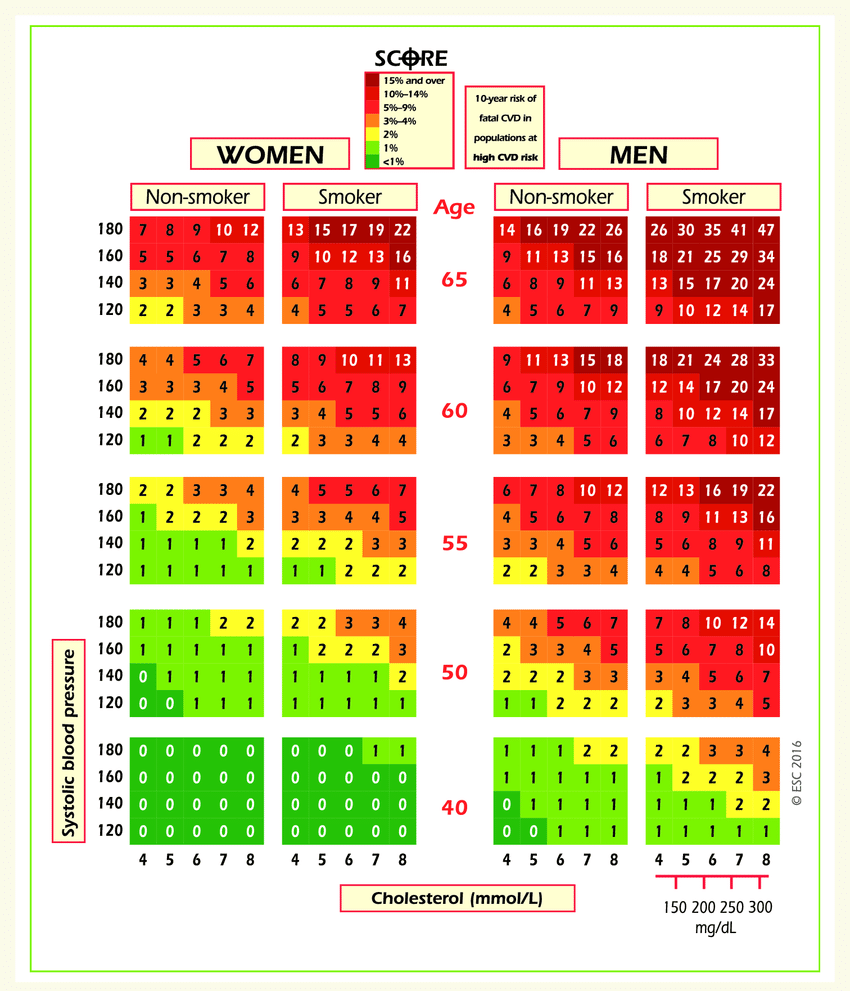 SCORE
15% and over
10%–14%
5%–9%
3%–4%
2%
1%
<1%
10-year risk of
fatal CVD in
populations at
high CVD risk
WOMEN
MEN
Non-smoker Smoker Age Non-smoker Smoker
180 7 8 9 10 12 13 15 17 19 22 14 16 19 22 26 26 30 35 41 47
160 5 5 6 7 8 9 10 12 13 16 9 11 13 15 16 18 21 25 29 34
65
140 3 3 4 5 6 6 7 8 9 11 6 8 9 11 13 13 15 17 20 24
120 2 2 3 3 4 4 5 5 6 7 4 5 6 7 9 9 10 12 14 17
180 4 4 5 6 7 8 9 10 11 13 9 11 13 15 18 18 21 24 28 33
160 3 3 3 4 5 5 6 7 8 9 6 7 9 10 12 12 14 17 20 24
60
140 2 2 2 3 3 3 4 5 5 6 4 5 6 7 9 8 10 12 14 17
120 1 1 2 2 2 2 3 3 4 4 3 3 4 5 6 6 7 8 10 12
180 2 2 3 3 4 4 5 5 6 7 6 7 8 10 12 12 13 16 19 22
160 1 2 2 2 3 3 3 4 4 5 4 5 6 7 8 8 9 11 13 16
55
140 1 1 1 1 2 2 2 2 3 3 3 3 4 5 6 5 6 8 9 11
120 1 1 1 1 1 1 1 2 2 2 2 2 3 3 4 4 4 5 6 8
180 1 1 1 2 2 2 2 3 3 4 4 4 5 6 7 7 8 10 12 14
160 1 1 1 1 1 1 2 2 2 3 2 3 3 4 5 5 6 7 8 10
50
140 0 1 1 1 1 1 1 1 1 2 2 2 2 3 3 3 4 5 6 7
120 0 0 1 1 1 1 1 1 1 1 1 1 2 2 2 2 3 3 4 5
180 0 0 0 0 0 0 0 0 1 1 1 1 1 2 2 2 2 3 3 4
160 0 0 0 0 0 0 0 0 0 0 1 1 1 1 1 1 2 2 2 3
40
140 0 0 0 0 0 0 0 0 0 0 0 1 1 1 1 1 1 1 2 2
120 0 0 0 0 0 0 0 0 0 0 0 0 1 1 1 1 1 1 1 1
4 5 6 7 8 4 5 6 7 8 4 5 6 7 8 4 5 6 7 8
Systolic blood pressure
Cholesterol (mmol/L)
150 200 250 300
mg/dL
© ESC 2016